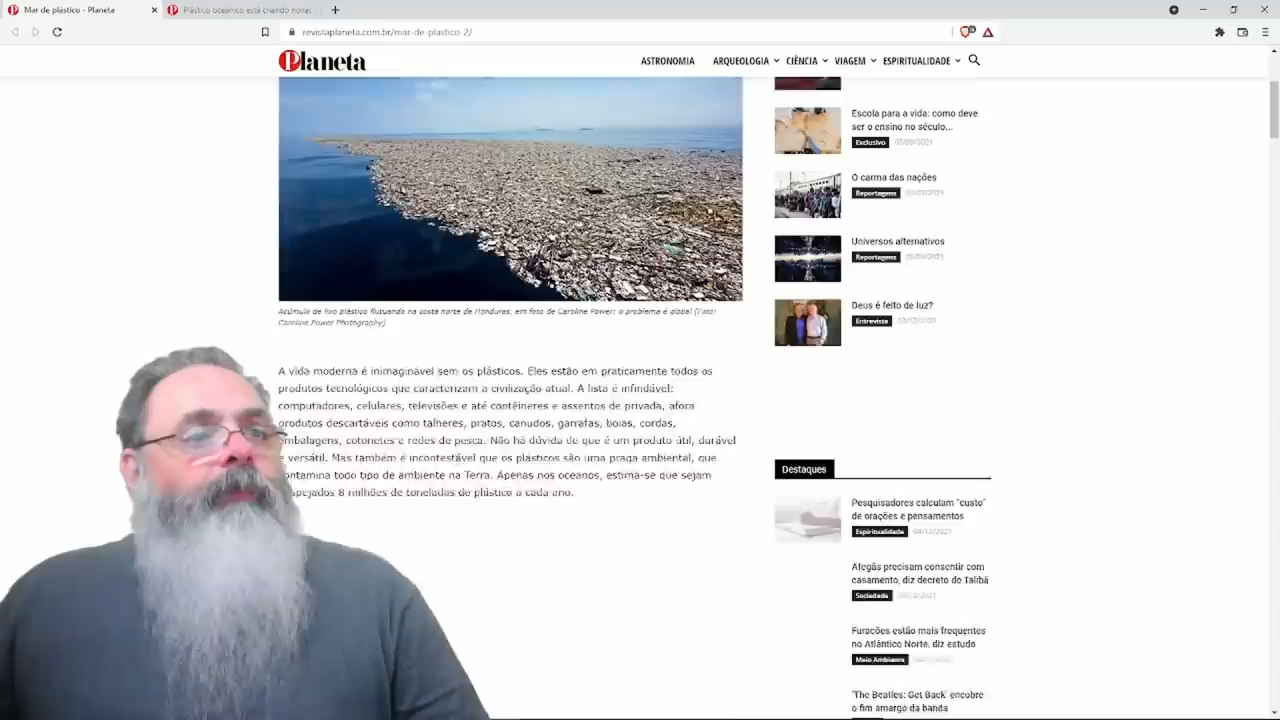 Mar de plástico - Planeta
Plástico oceânico está criando novas
revistaplaneta.com.br/mar-de-plastico-2/
Planeta
ASTRONOMIA ARQUEOLOGIA CIÊNCIA VIAGEM ESPIRITUALIDADE
Acúmulo de lixo plástico flutuando na costa norte de Honduras, em foto de Caroline Power: o problema é global (Foto:
Caroline Power Photography)
A vida moderna é inimaginável sem os plásticos. Eles estão em praticamente todos os
produtos tecnológicos que caracterizam a civilização atual. A lista é infindável:
computadores, celulares, televisões e até contêineres e assentos de privada, afora
produtos descartáveis como talheres, pratos, canudos, garrafas, boias, cordas,
mbalagens, cotonetes e redes de pesca. Não há dúvida de que é um produto útil, durável
e versátil. Mas também é incontestável que os plásticos são uma praga ambiental, que
ontamina todo tipo de ambiente na Terra. Apenas nos oceanos, estima-se que sejam
spejados 8 milhões de toneladas de plástico a cada ano.
Escola para a vida: como deve
ser o ensino no século...
Exclusivo
O carma das nações
Reportagens
Universos alternativos
Reportagens
Deus é feito de luz?
Entrevista
Destaques
Pesquisadores calculam "custo"
de orações e pensamentos
Espiritualidade 04/12/2021
Afegãs precisam consentir com
casamento, diz decreto do Talibã
Sociedade
Furacões estão mais frequentes
no Atlântico Norte, diz estudo
Meio Ambiente
"The Beatles: Get Back" encobre
o fim amargo da banda